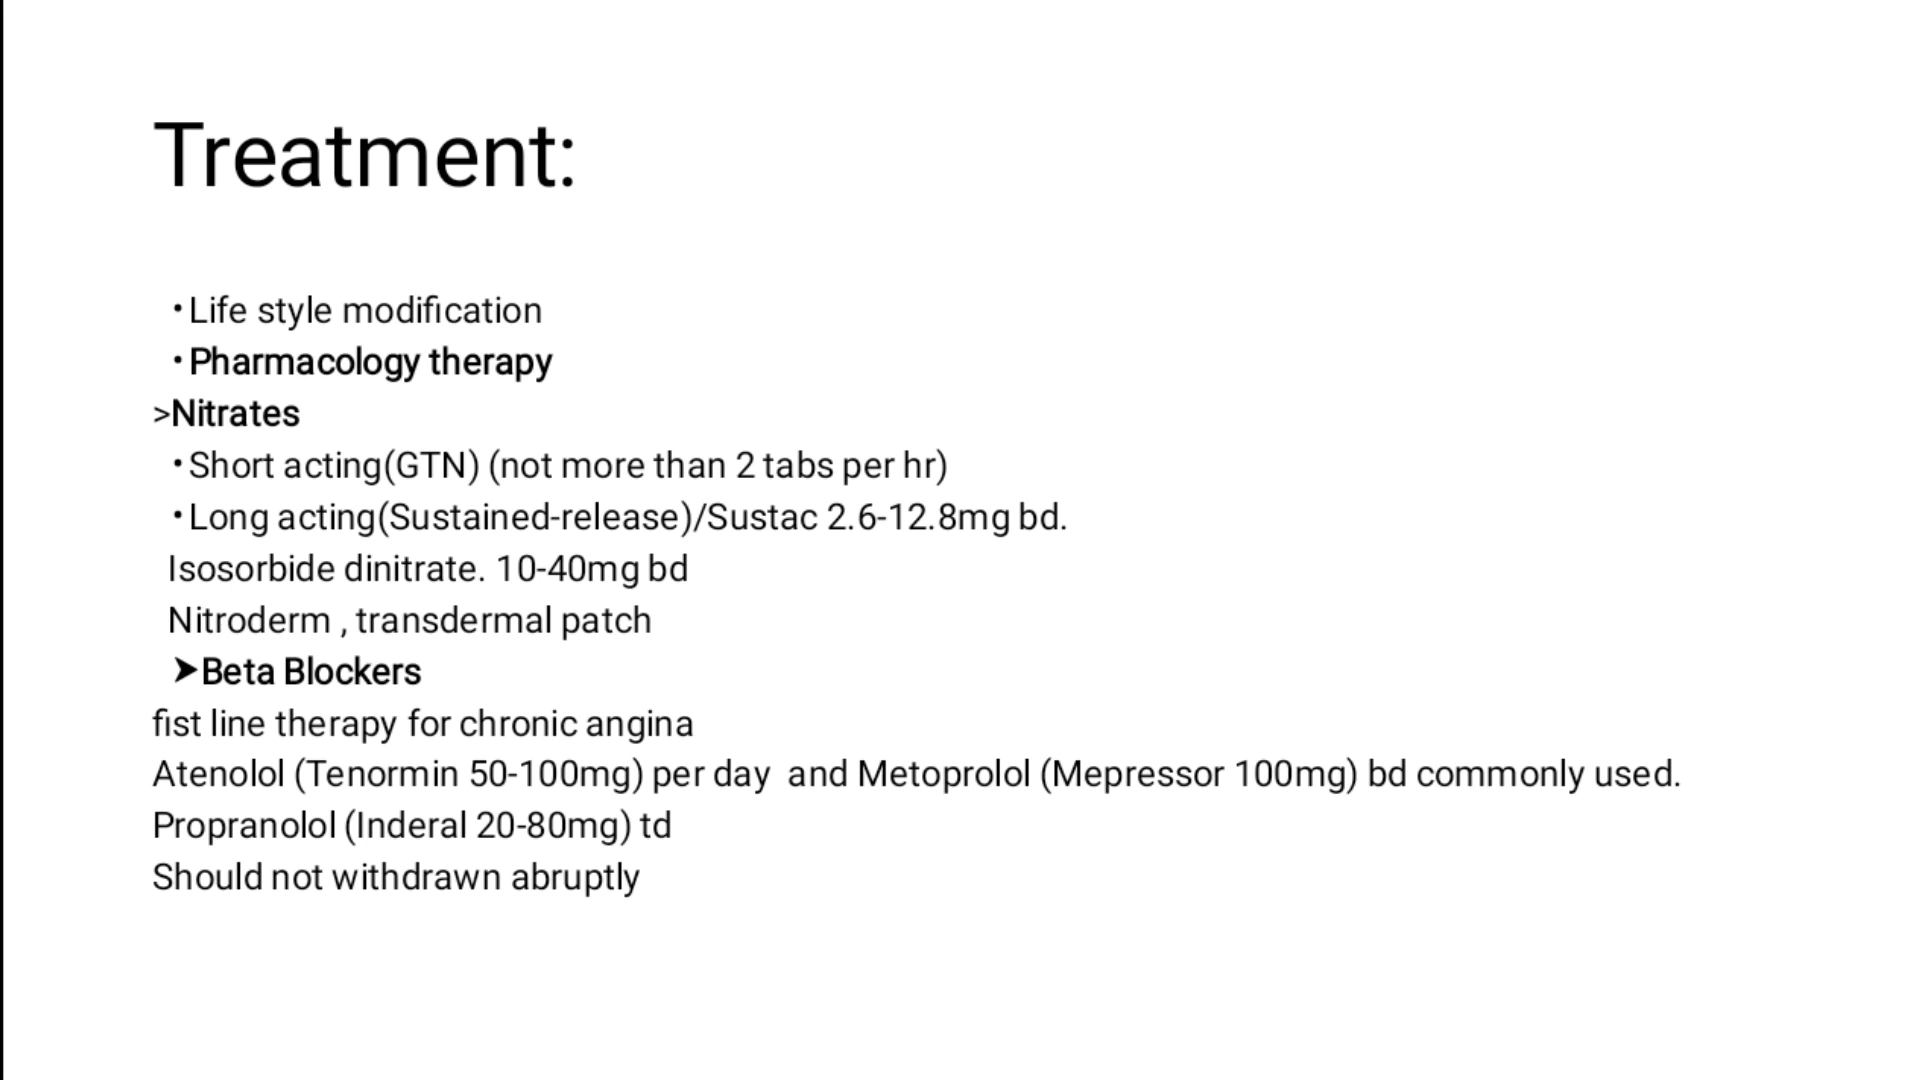 Treatment:
• Life style modification
• Pharmacology therapy
>Nitrates
• Short acting(GTN) (not more than 2 tabs per hr)
• Long acting(Sustained-release)/Sustac 2.6-12.8mg bd.
Isosorbide dinitrate. 10-40mg bd
Nitroderm , transdermal patch
➤Beta Blockers
fist line therapy for chronic angina
Atenolol (Tenormin 50-100mg) per day  and Metoprolol (Mepressor 100mg) bd commonly used.
Propranolol (Inderal 20-80mg) td
Should not withdrawn abruptly